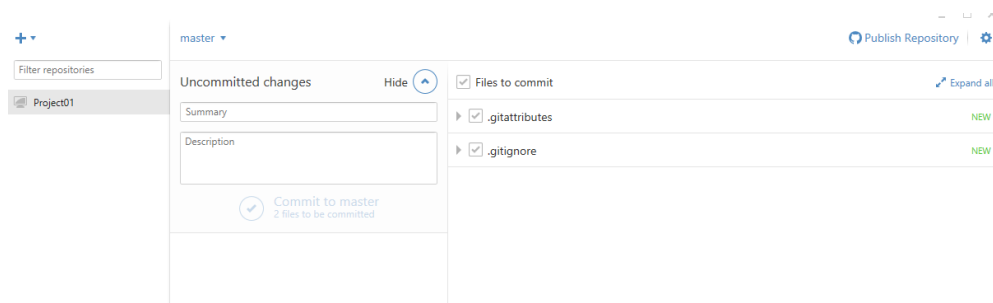 master
Publish Repository
Filter repositories
Project01
Uncommitted changes
Hide
Summary
Description
Commit to master
2 files to be committed
Files to commit
Expand all
.gitattributes
NEW
.gitignore
NEW